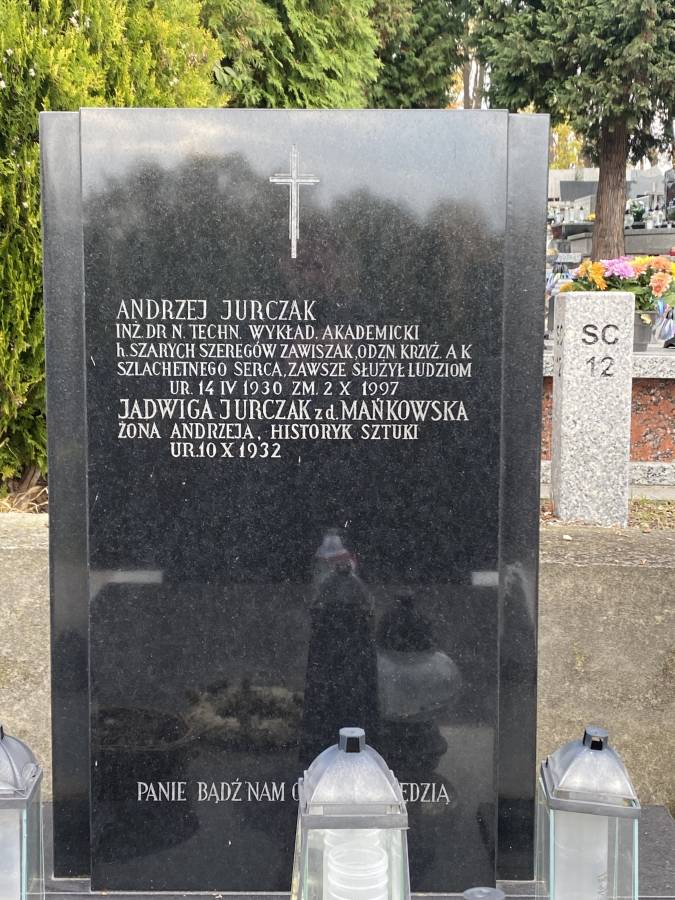 ANDRZEJ JURCZAK
INŻ. DR N. TECHN. WYKŁAD. AKADEMICKI
h. SZARYCH SZEREGÓW ZAWISZAK, ODZN KRZYŻ. A K
SZLACHETNEGO SERCA, ZAWSZE SŁUŻYŁ LUDZIOM
UR. 14 IV 1930 ZM. 2 X 1997
JADWIGA JURCZAK z d. MAŃKOWSKA
ŻONA ANDRZEJA, HISTORYK SZTUKI
UR. 10 X 1932
PANIE BĄDŹ NAM
SC
12